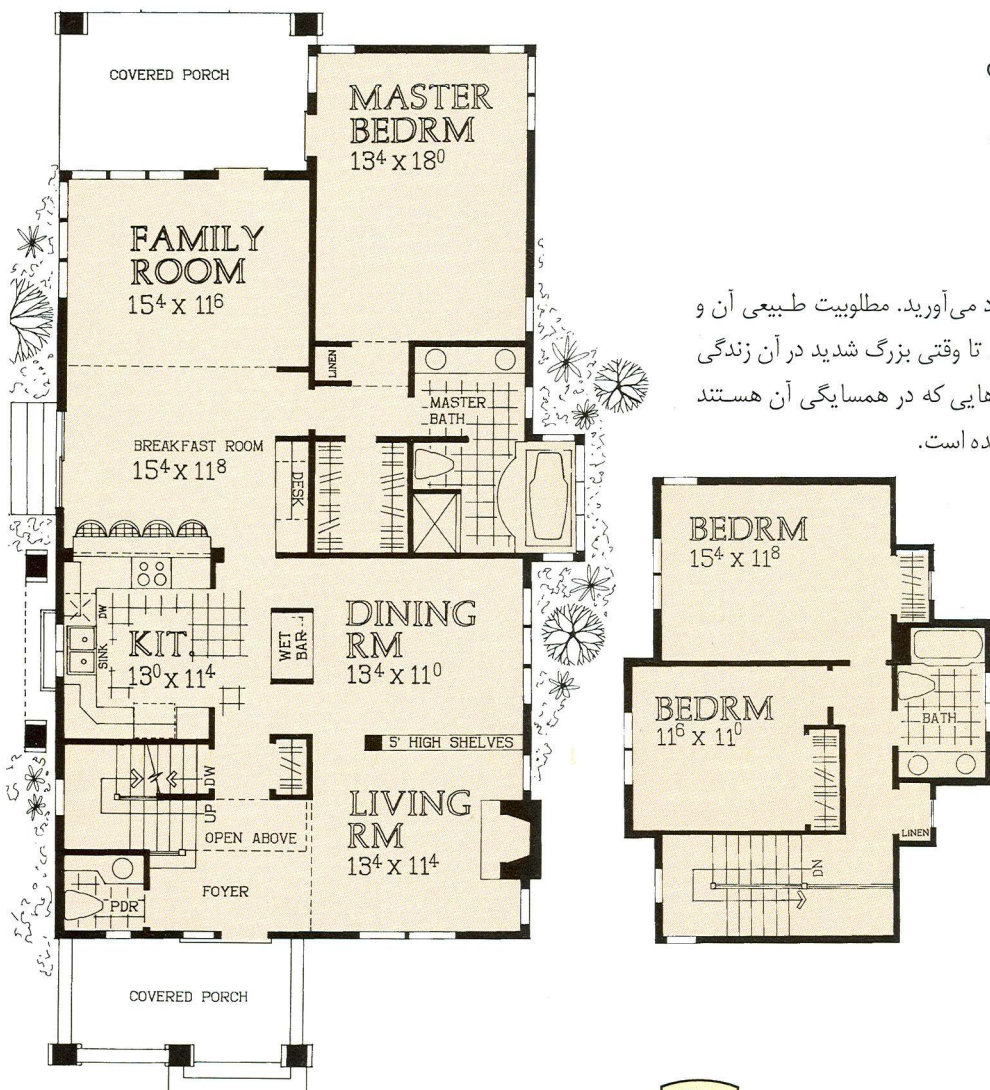 COVERED PORCH
MASTER
BEDRM
13⁴ X 18⁰
FAMILY
ROOM
15⁴ X 11⁶
LINEN
MASTER
BATH
BREAKFAST ROOM
15⁴ X 11⁸
DESK
KIT.
13⁰ X 11⁴
SINK
DW
WET
BAR
DINING
RM
13⁴ X 11⁰
5' HIGH SHELVES
LIVING
RM
13⁴ X 11⁴
DW
UP
OPEN ABOVE
FOYER
PDR
COVERED PORCH
می‌آورید. مطلوبیت طبیعی آن و
تا وقتی بزرگ شدید در آن زندگی
هایی که در همسایگی آن هستند
ده است.
BEDRM
15⁴ X 11⁸
BEDRM
11⁶ X 11⁰
BATH
LINEN
DN